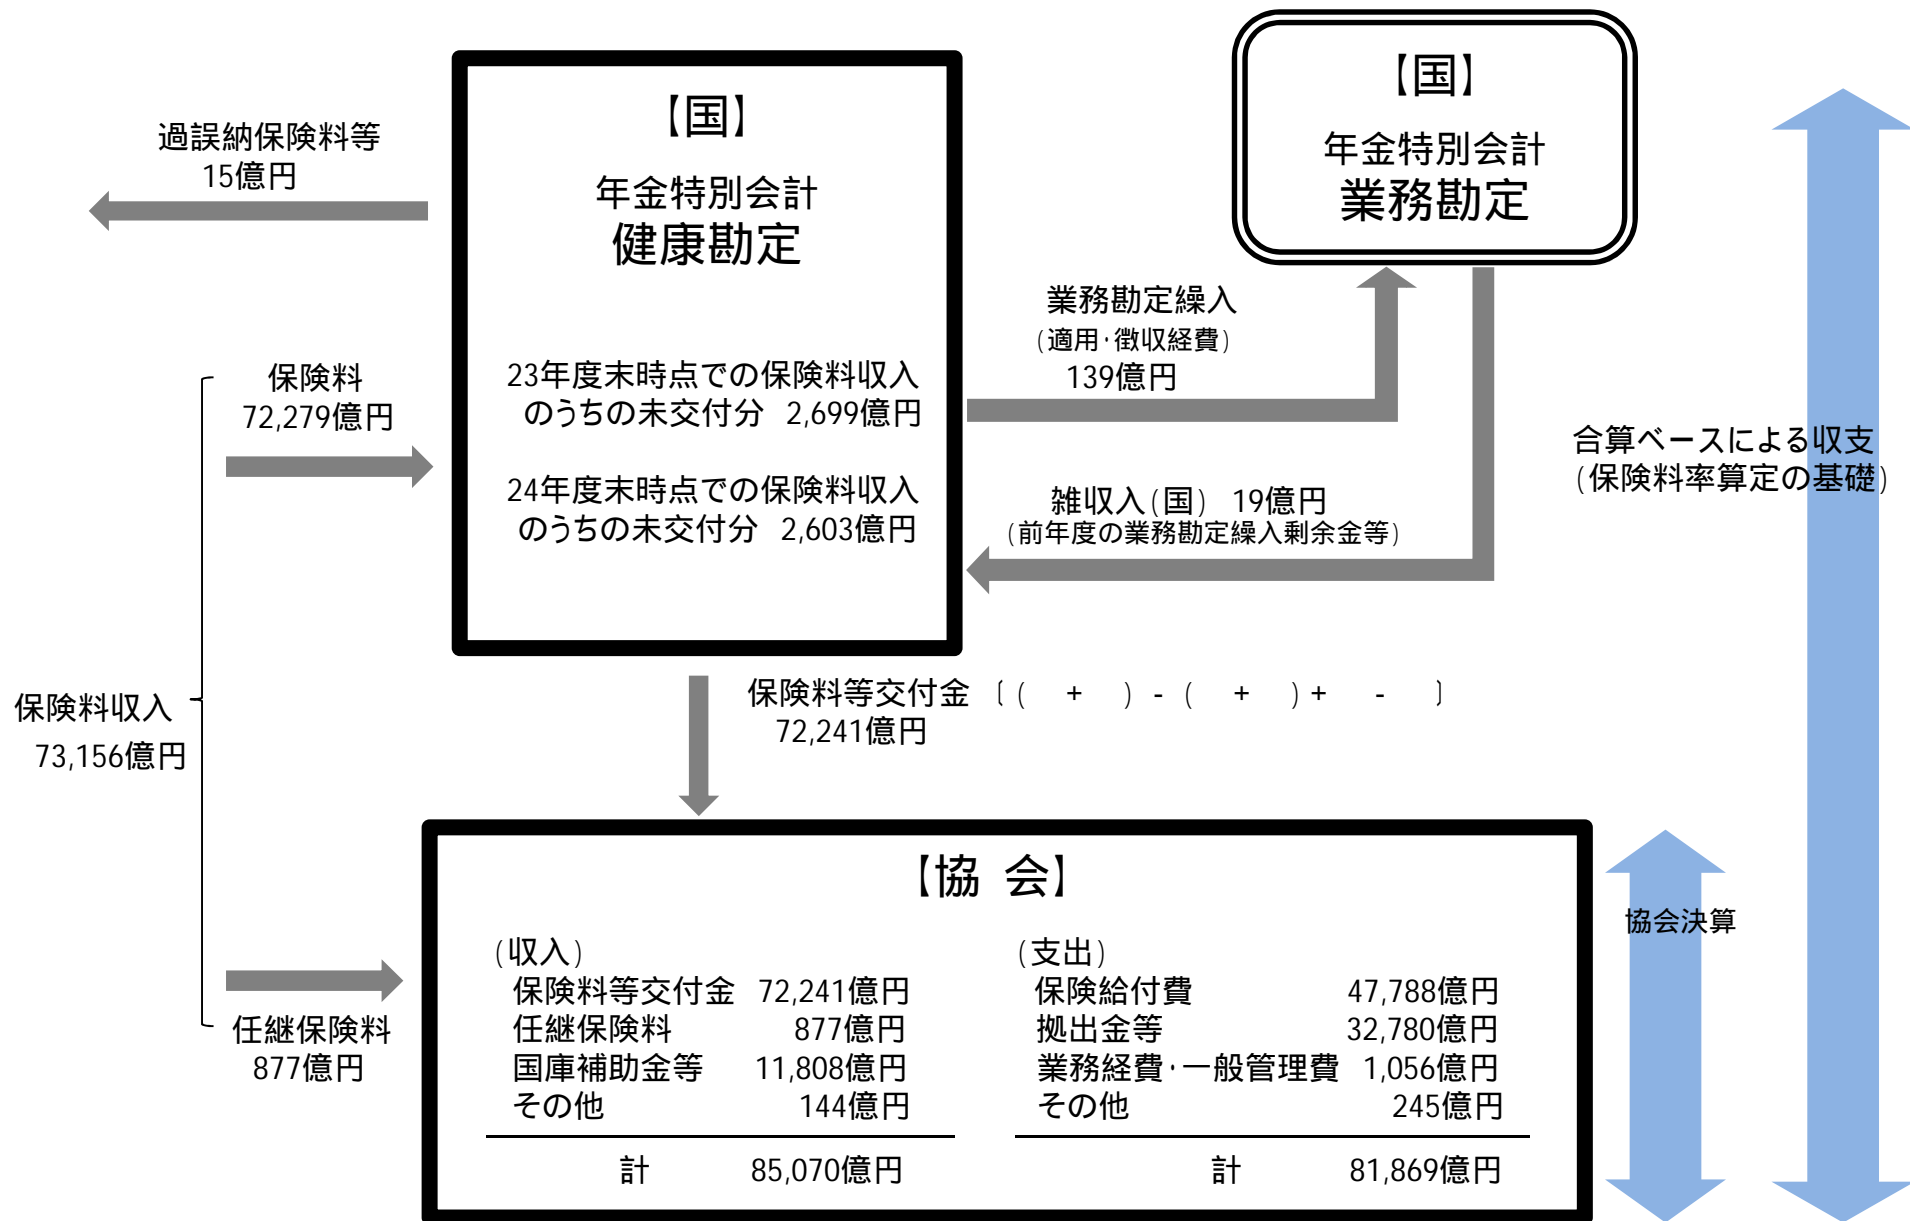 【国】
年金特別会計
健康勘定
23年度末時点での保険料収入
のうちの未交付分 2,699億円
24年度末時点での保険料収入
のうちの未交付分 2,603億円
【国】
年金特別会計
業務勘定
過誤納保険料等
15億円
保険料
72,279億円
業務勘定繰入
(適用・徴収経費)
139億円
雑収入(国) 19億円
(前年度の業務勘定繰入剰余金等)
合算ベースによる収支
(保険料率算定の基礎)
保険料収入
73,156億円
保険料等交付金 〔( + ) - ( + ) + - 〕
72,241億円
任継保険料
877億円
【協 会】
(収入)
保険料等交付金 72,241億円
任継保険料 877億円
国庫補助金等 11,808億円
その他 144億円
計 85,070億円
(支出)
保険給付費 47,788億円
拠出金等 32,780億円
業務経費・一般管理費 1,056億円
その他 245億円
計 81,869億円
協会決算